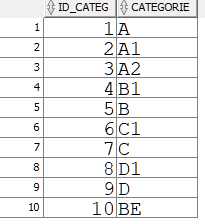 ID_CATEG CATEGORIE
1 1 A
2 2 A1
3 3 A2
4 4 B1
5 5 B
6 6 C1
7 7 C
8 8 D1
9 9 D
10 10 BE